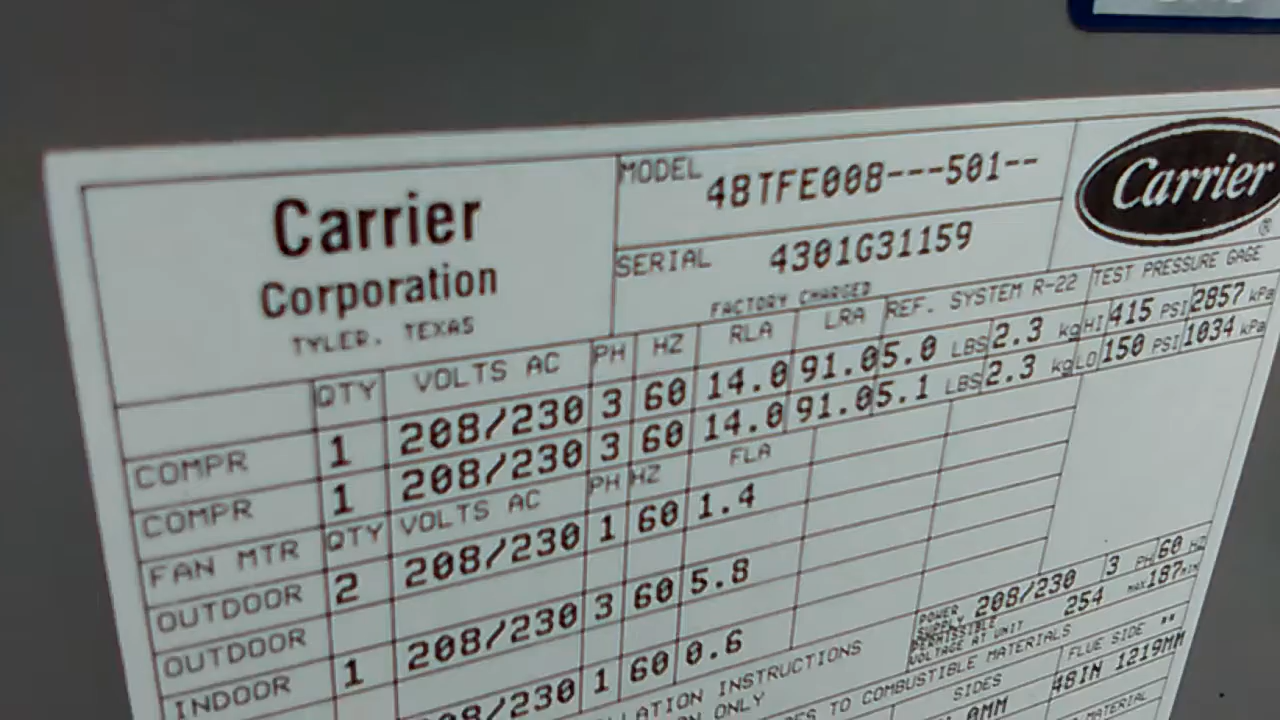 Carrier
Corporation
TYLER, TEXAS
MODEL 48TFE008---501--
SERIAL 4301G31159
Carrier
®
FACTORY CHARGED
REF. SYSTEM R-22 TEST PRESSURE GAGE
QTY VOLTS AC PH HZ RLA LRA
COMPR 1 208/230 3 60 14.0 91.0 5.0 LBS 2.3 kg HI 415 PSI 2857 kPa
COMPR 1 208/230 3 60 14.0 91.0 5.1 LBS 2.3 kg LO 150 PSI 1034 kPa
FAN MTR QTY VOLTS AC PH HZ FLA
OUTDOOR 2 208/230 1 60 1.4
OUTDOOR
INDOOR 1 208/230 3 60 5.8
208/230 1 60 0.6
POWER SUPPLY 208/230 3 PH 60 HZ
PERMISSIBLE VOLTAGE AT UNIT 254 MAX 187 MIN
INSTRUCTIONS
ONLY
TO COMBUSTIBLE MATERIALS
SIDES
FLUE SIDE **
48IN 1219MM
0MM
MATERIAL